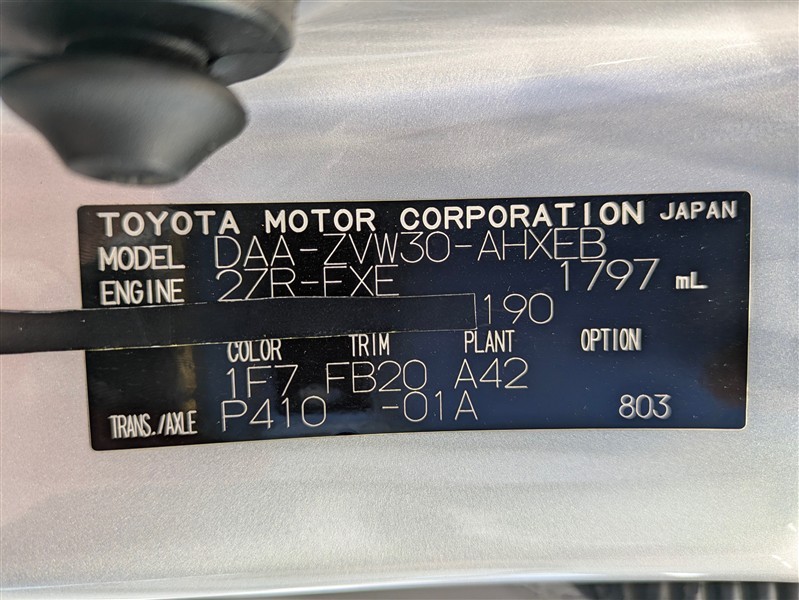 TOYOTA MOTOR CORPORATION JAPAN
MODEL DAA-ZVW30-AHXEB
ENGINE 2ZR-FXE 1797 mL
190
COLOR TRIM PLANT OPTION
1F7 FB20 A42
TRANS./AXLE P410 -01A 803